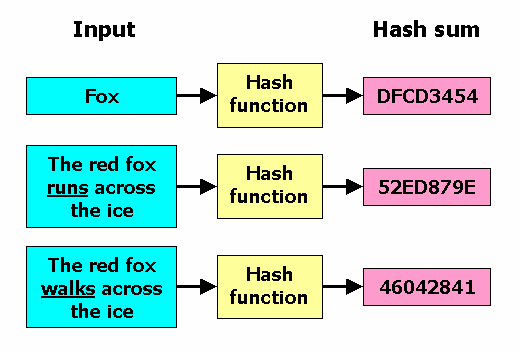 Input
Hash sum
Fox
Hash
function
DFCD3454
The red fox
runs across
the ice
Hash
function
52ED879E
The red fox
walks across
the ice
Hash
function
46042841